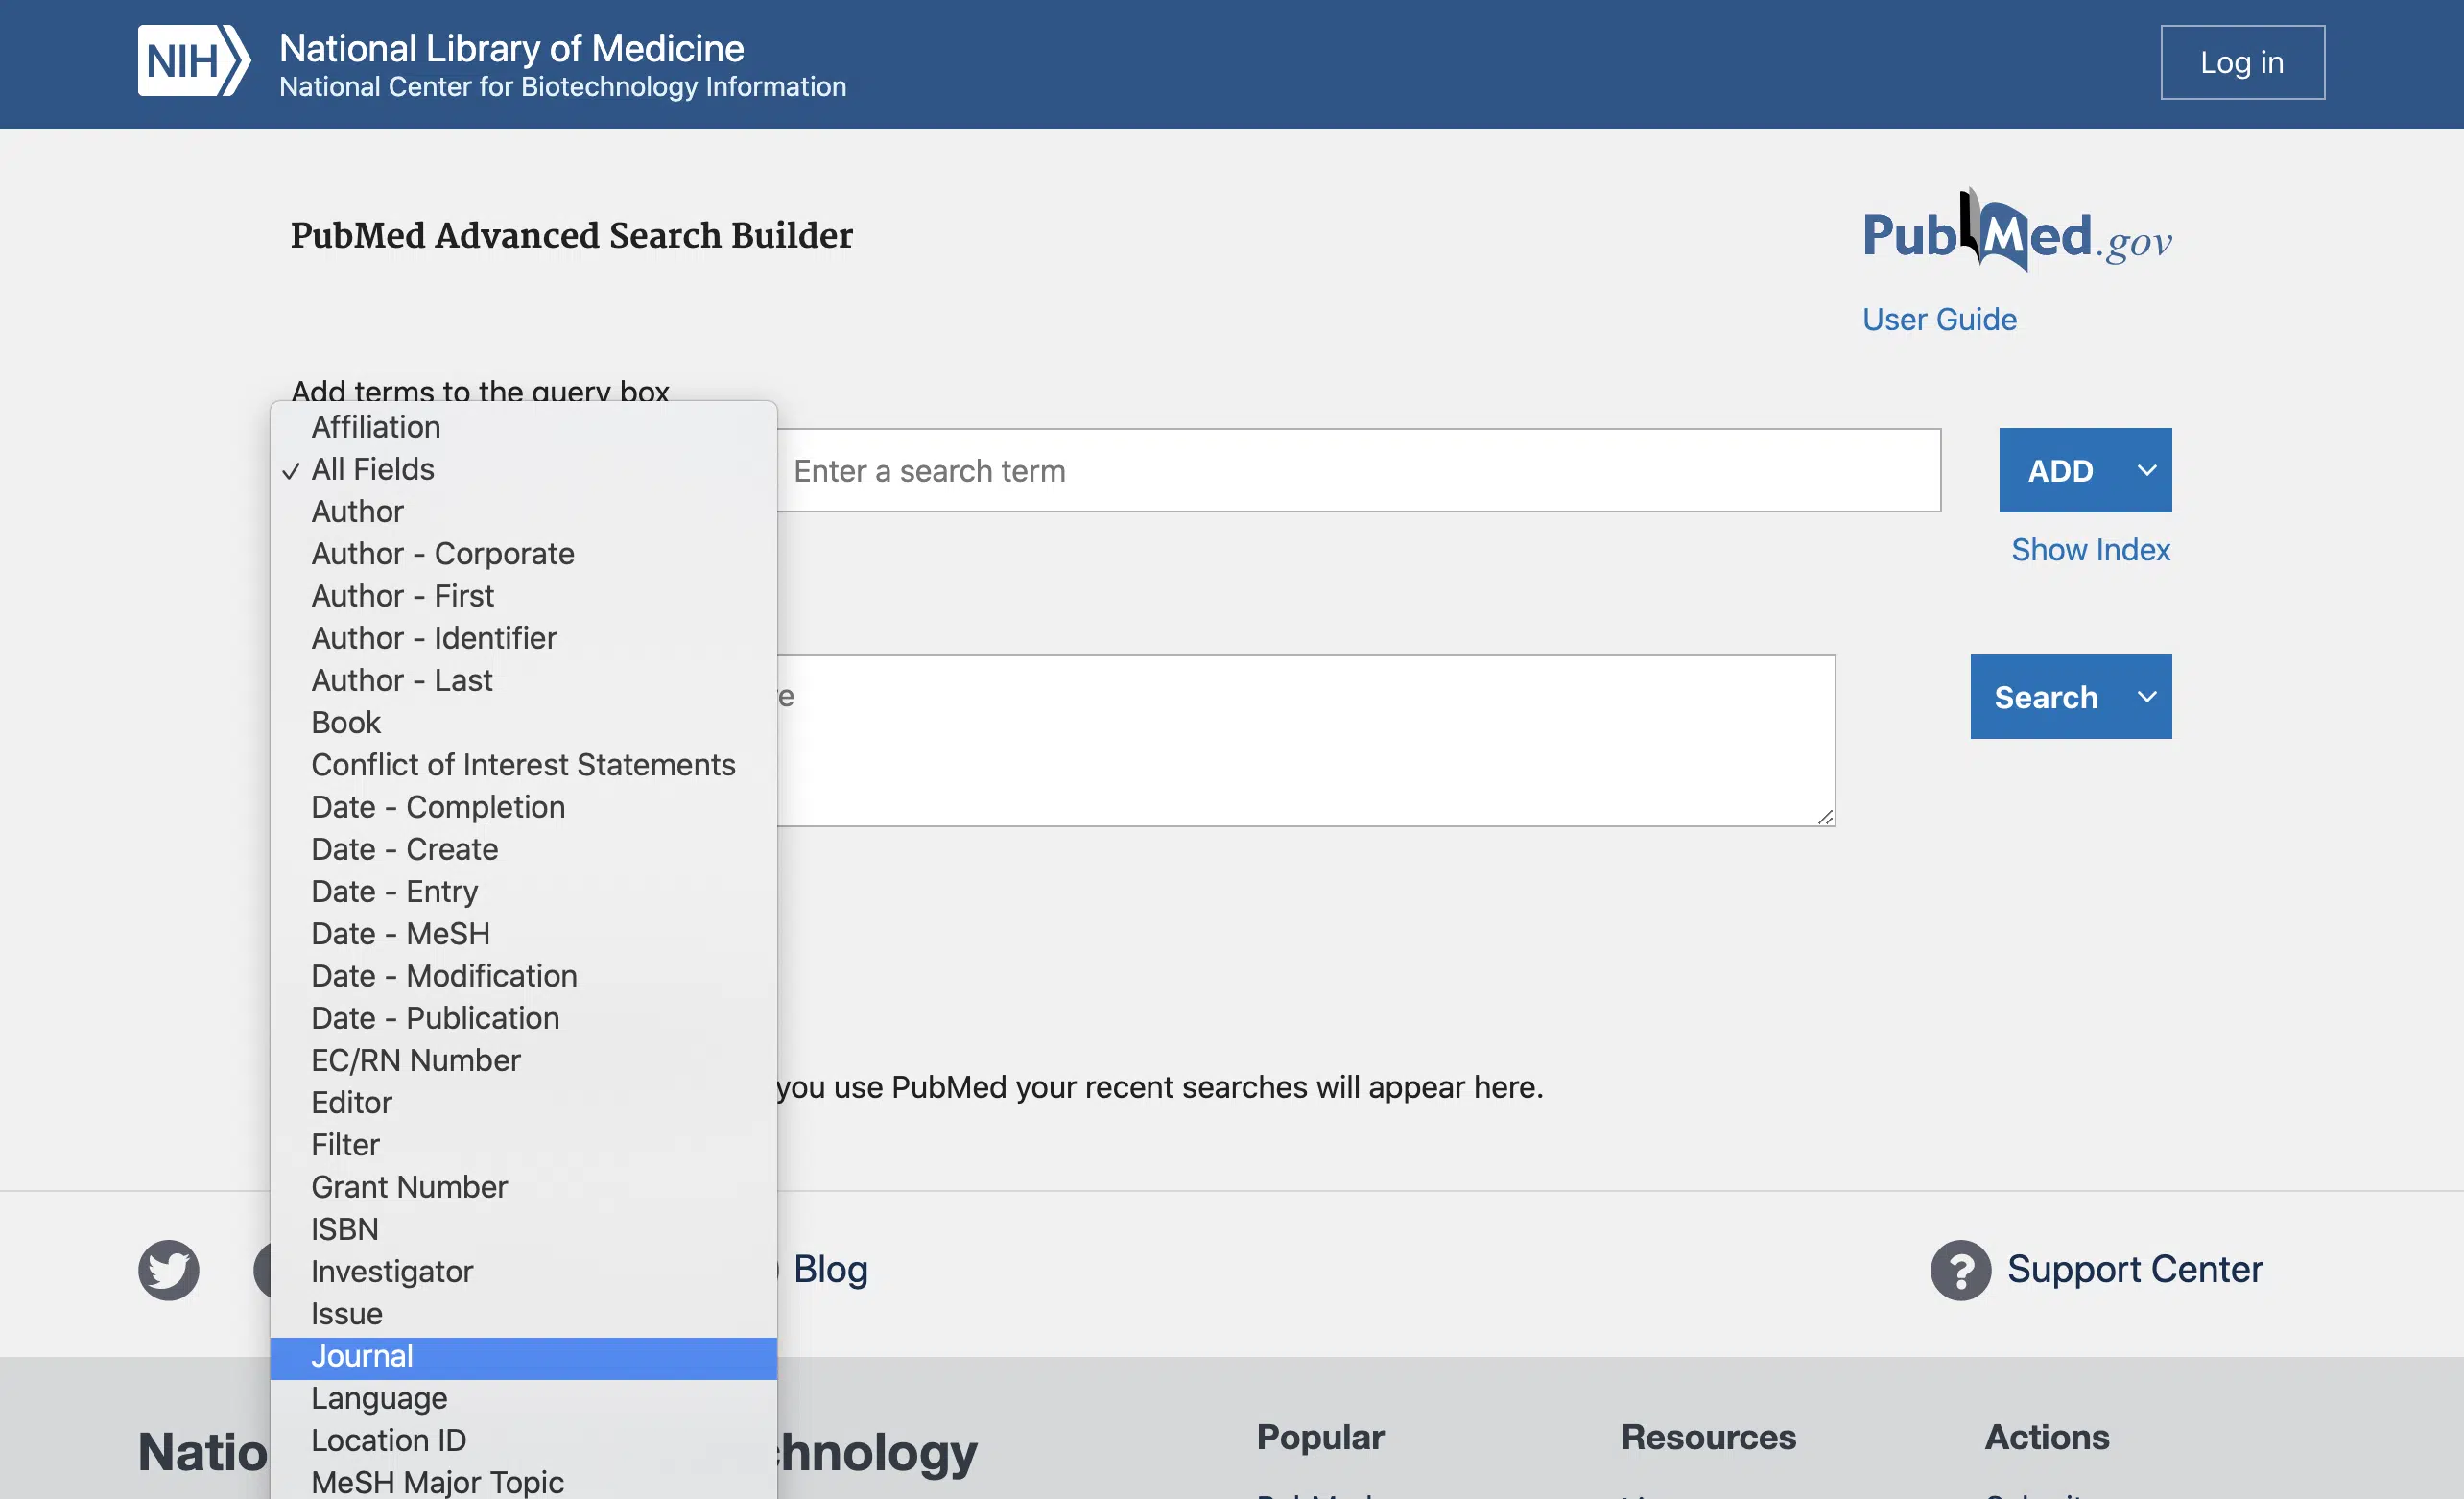 NIH
National Library of Medicine
National Center for Biotechnology Information
Log in
PubMed Advanced Search Builder
PubMed.gov
User Guide
Add terms to the query box
Affiliation
✓ All Fields
Author
Author - Corporate
Author - First
Author - Identifier
Author - Last
Book
Conflict of Interest Statements
Date - Completion
Date - Create
Date - Entry
Date - MeSH
Date - Modification
Date - Publication
EC/RN Number
Editor
Filter
Grant Number
ISBN
Investigator
Issue
Journal
Language
Location ID
MeSH Major Topic
Enter a search term
ADD
Show Index
Search
you use PubMed your recent searches will appear here.
Blog
Support Center
Natio
chnology
Popular
Resources
Actions